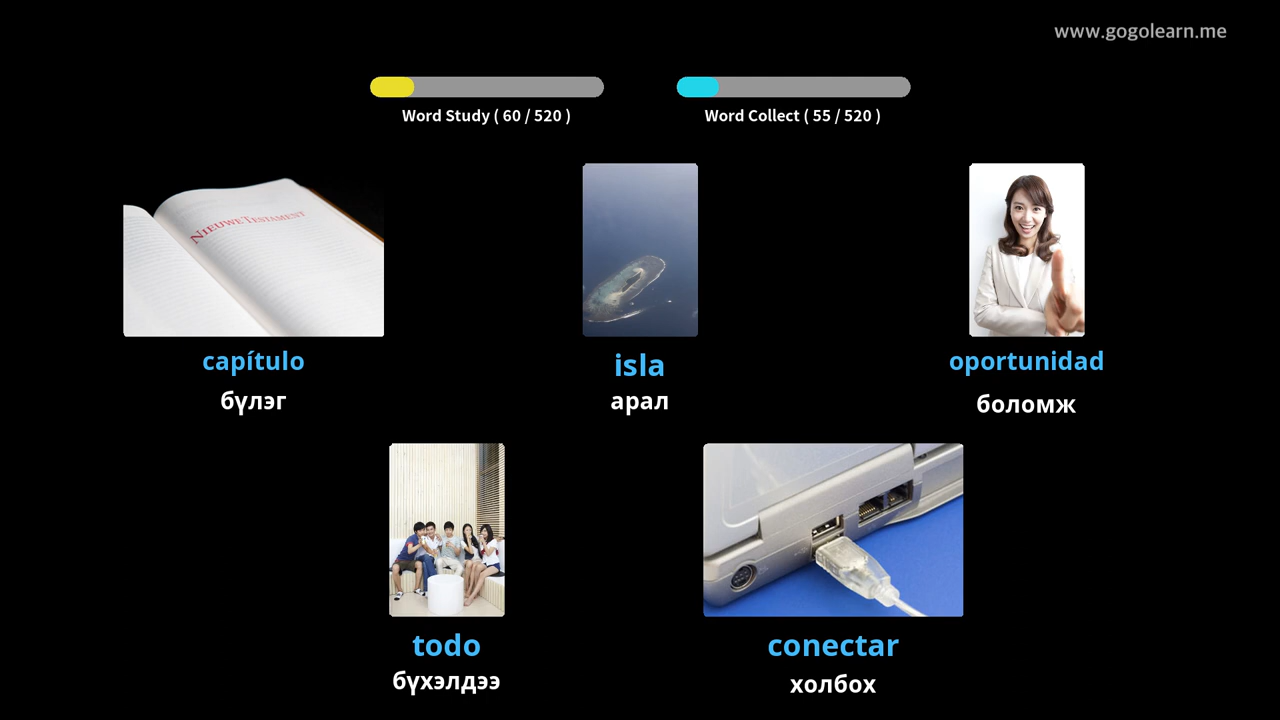 www.gogolearn.me
Word Study ( 60 / 520 )
Word Collect ( 55 / 520 )
NIEUWE TESTAMENT
capítulo
isla
oportunidad
бүлэг
арал
боломж
todo
conectar
бүхэлдээ
холбох